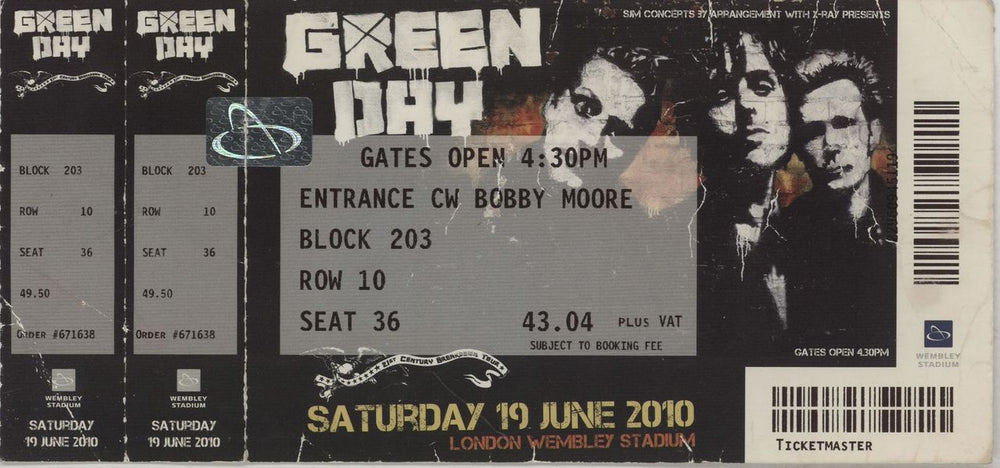 GREEN
DAY
BLOCK 203
ROW 10
SEAT 36
49.50
ORDER #671638
WEMBLEY
STADIUM
SATURDAY
19 JUNE 2010
GREEN
DAY
BLOCK 203
ROW 10
SEAT 36
49.50
ORDER #671638
WEMBLEY
STADIUM
SATURDAY
19 JUNE 2010
SJM CONCERTS BY ARRANGEMENT WITH X-RAY PRESENTS
GREEN
DAY
GATES OPEN 4:30PM
ENTRANCE CW BOBBY MOORE
BLOCK 203
ROW 10
SEAT 36
43.04 PLUS VAT
SUBJECT TO BOOKING FEE
21ST CENTURY BREAKDOWN TOUR
SATURDAY 19 JUNE 2010
LONDON WEMBLEY STADIUM
GATES OPEN 4.30PM
WEMBLEY
STADIUM
TICKETMASTER